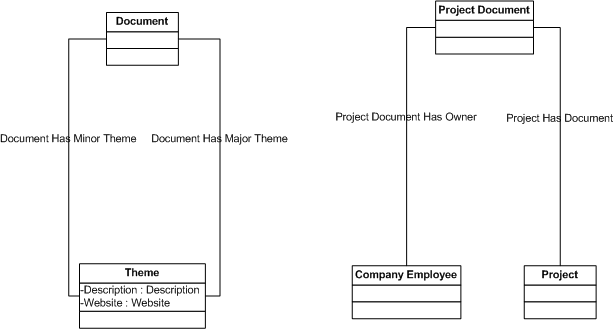 Document
Project Document
Document Has Minor Theme
Document Has Major Theme
Project Document Has Owner
Project Has Document
Theme
-Description : Description
-Website : Website
Company Employee
Project